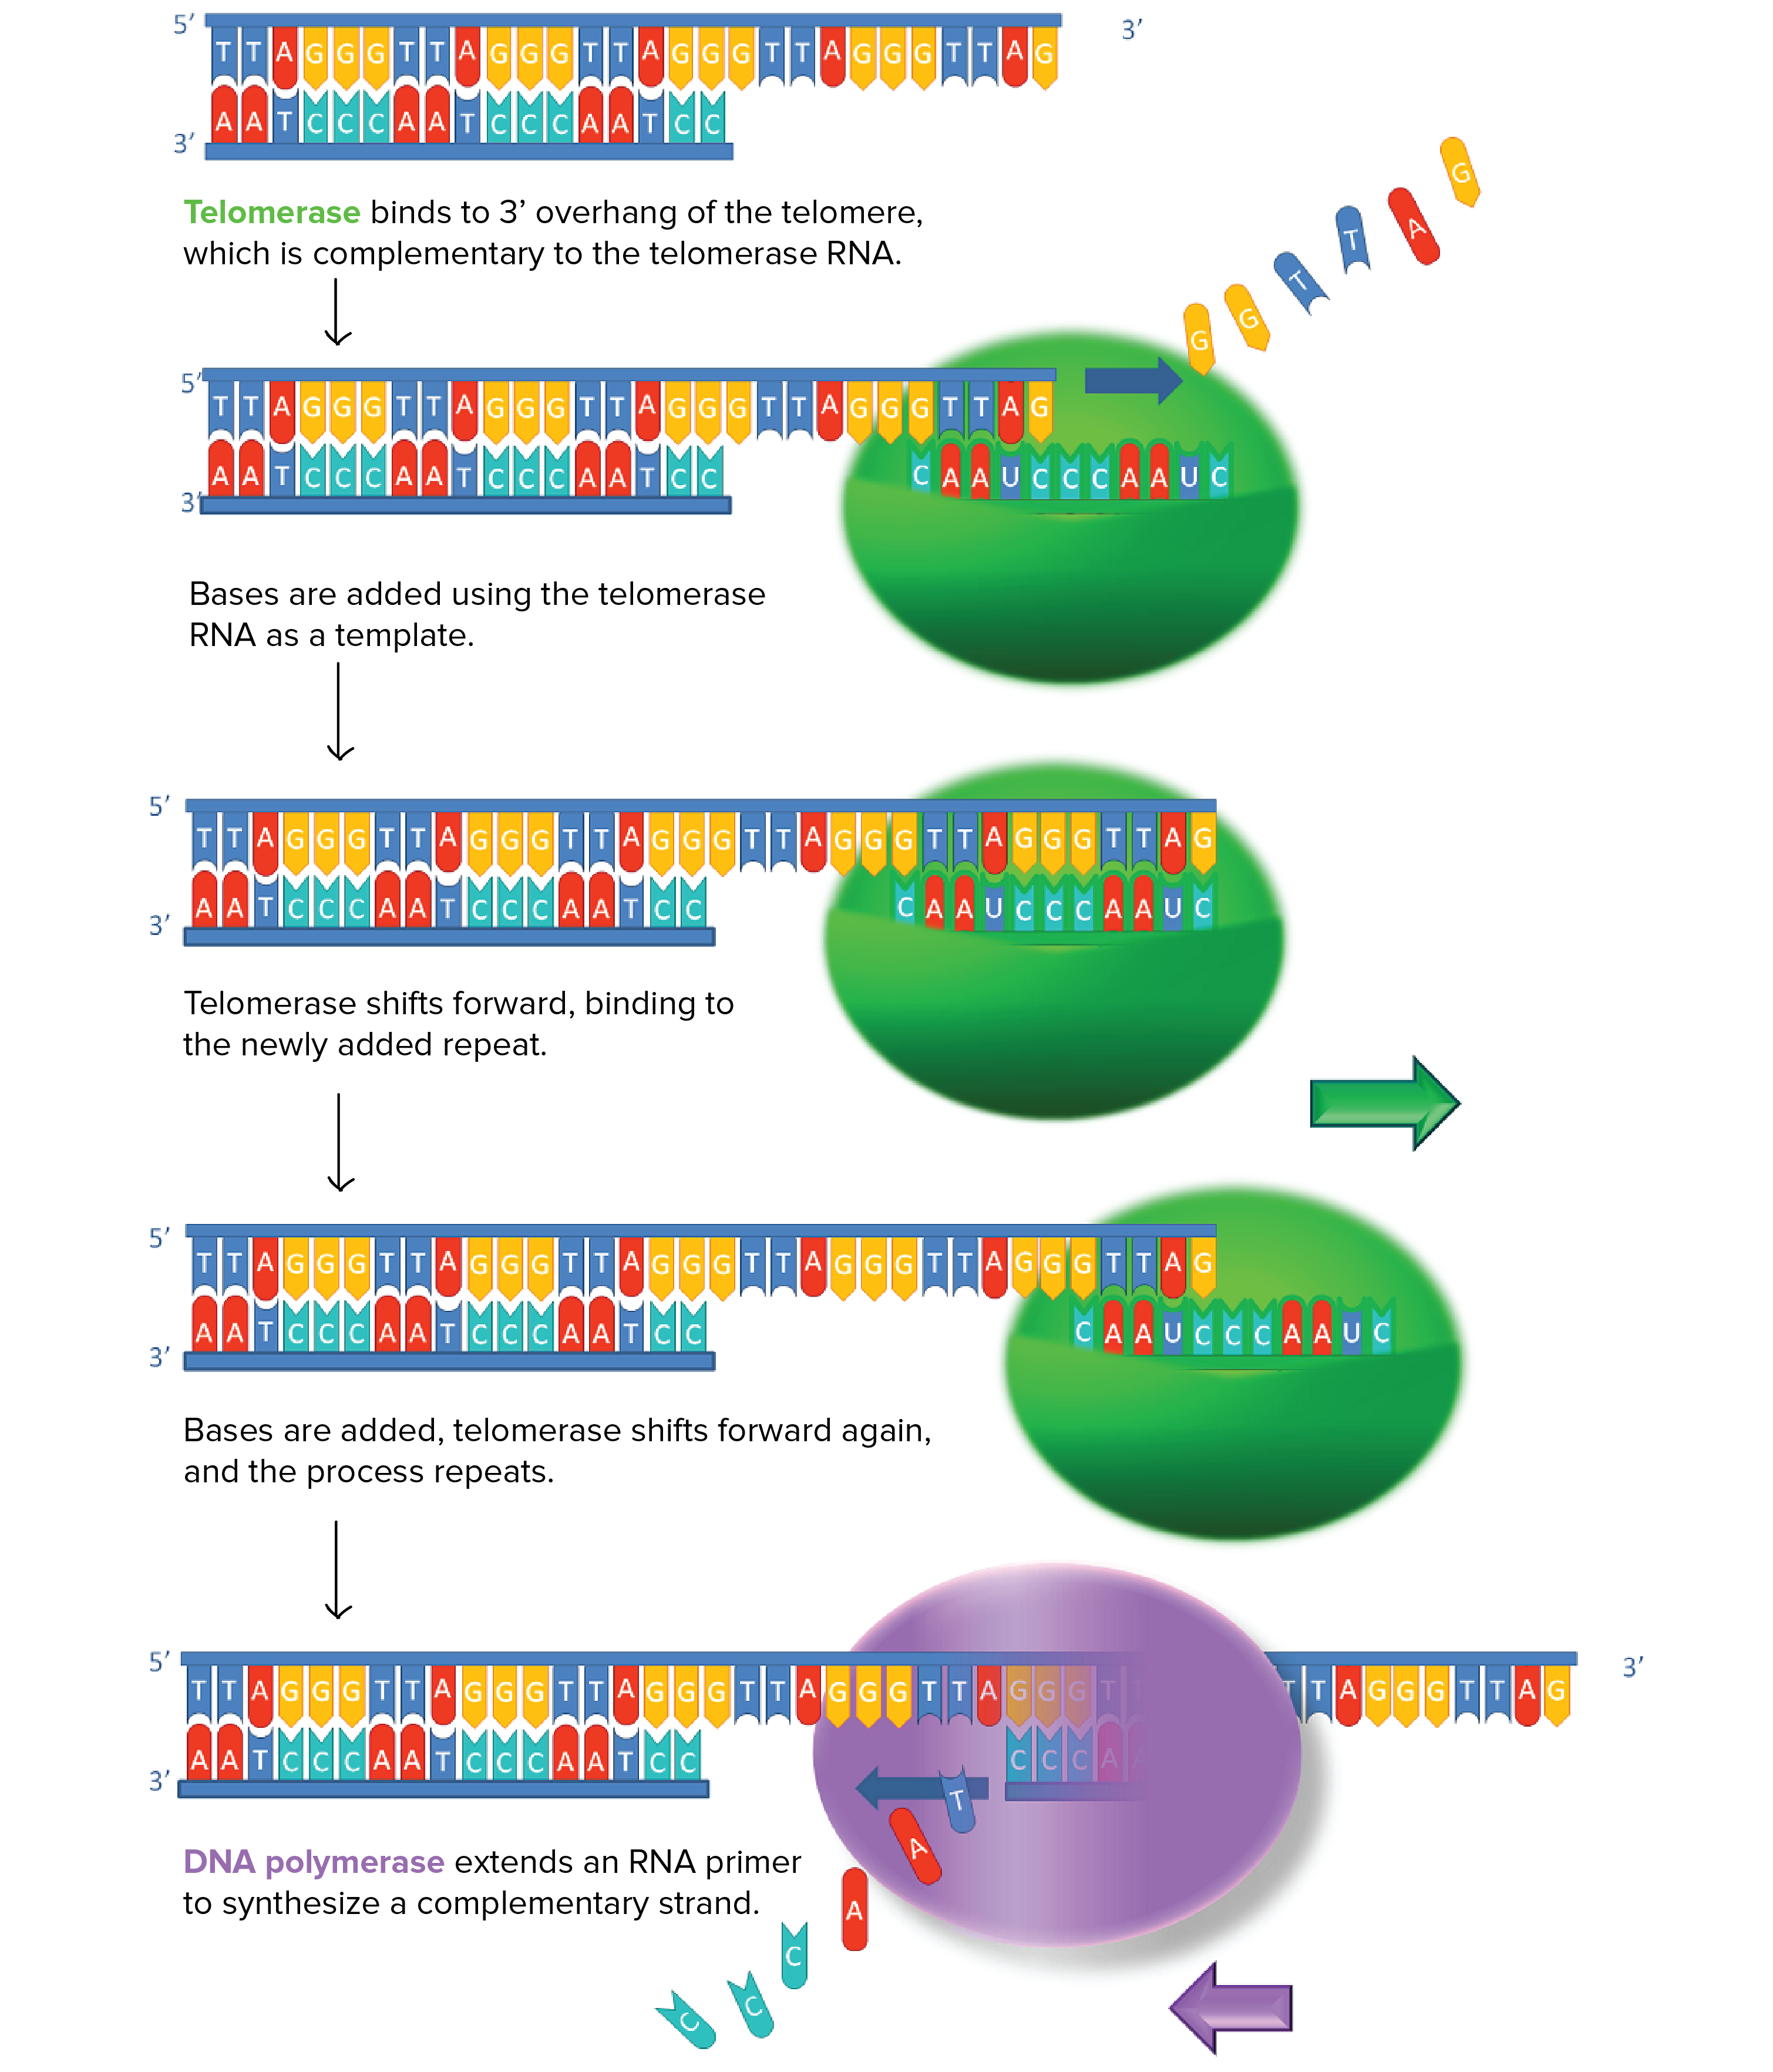 5’ T T A G G G T T A G G G T T A G G G T T A G G G T T A G 3’
3’ A A T C C C A A T C C C A A T C C
Telomerase binds to 3’ overhang of the telomere,
which is complementary to the telomerase RNA.
G G T T A G
5’ T T A G G G T T A G G G T T A G G G T T A G G G T T A G
3’ A A T C C C A A T C C C A A T C C C A A U C C C A A U C
Bases are added using the telomerase
RNA as a template.
5’ T T A G G G T T A G G G T T A G G G T T A G G G T T A G G G T T A G
3’ A A T C C C A A T C C C A A T C C C A A U C C C A A U C
Telomerase shifts forward, binding to
the newly added repeat.
5’ T T A G G G T T A G G G T T A G G G T T A G G G T T A G G G T T A G
3’ A A T C C C A A T C C C A A T C C C A A U C C C A A U C
Bases are added, telomerase shifts forward again,
and the process repeats.
5’ T T A G G G T T A G G G T T A G G G T T A G G G T T A G G G T T T T A G G G T T A G 3’
3’ A A T C C C A A T C C C A A T C C C C C A A
T
A
A
C
C
C
DNA polymerase extends an RNA primer
to synthesize a complementary strand.